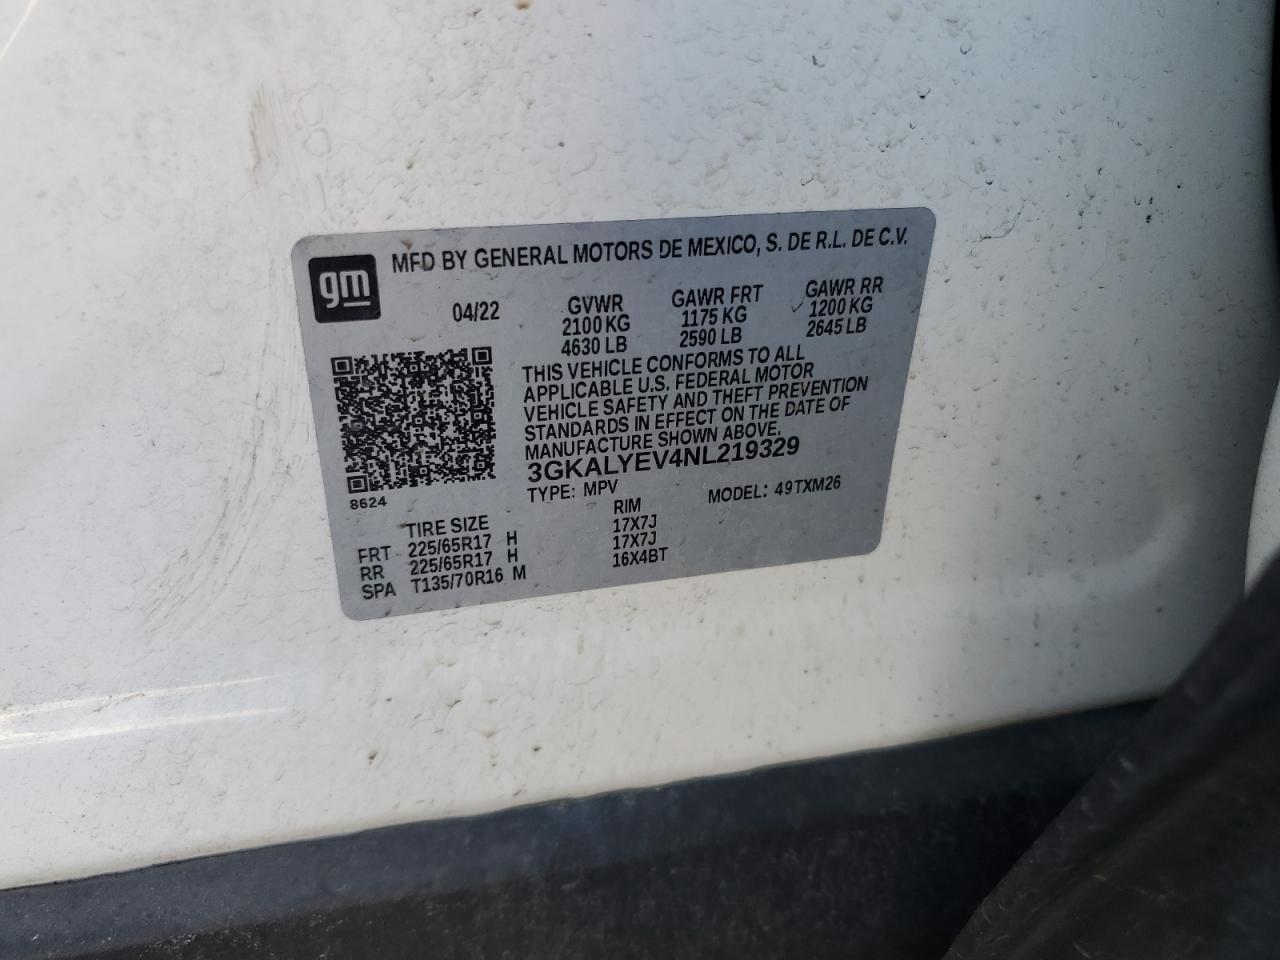 gm
MFD BY GENERAL MOTORS DE MEXICO, S. DE R.L. DE C.V.
04/22 GVWR GAWR FRT GAWR RR
2100 KG 1175 KG 1200 KG
4630 LB 2590 LB 2645 LB
THIS VEHICLE CONFORMS TO ALL
APPLICABLE U.S. FEDERAL MOTOR
VEHICLE SAFETY AND THEFT PREVENTION
STANDARDS IN EFFECT ON THE DATE OF
MANUFACTURE SHOWN ABOVE.
3GKALYEV4NL219329
8624
TYPE: MPV MODEL: 49TXM26
TIRE SIZE RIM
FRT 225/65R17 H 17X7J
RR 225/65R17 H 17X7J
SPA T135/70R16 M 16X4BT